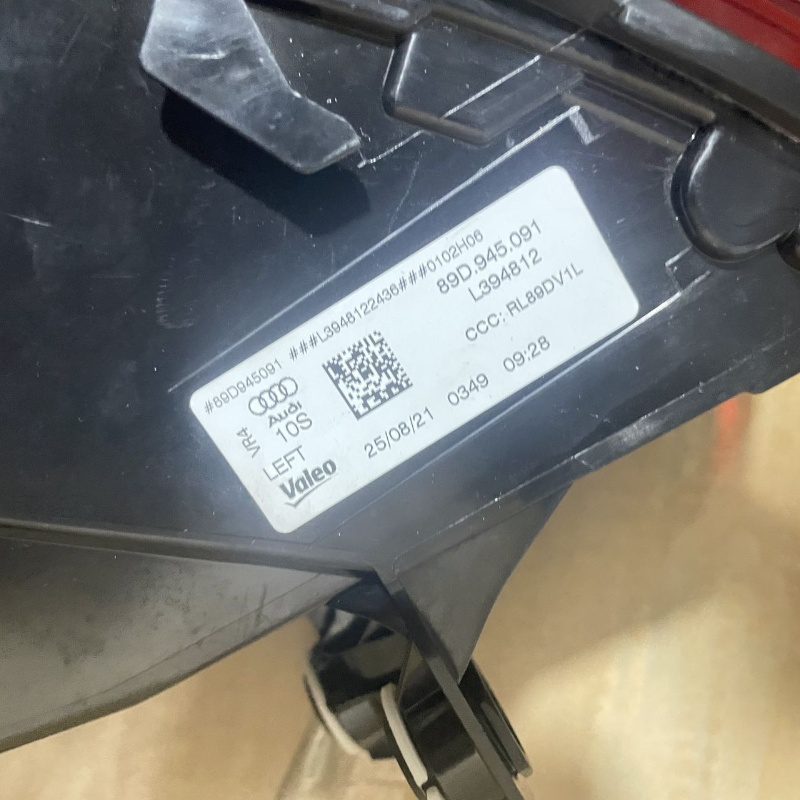 #89D945091 ###L3948122436###0102H06
89D.945.091
L394812
CCC: RL89DV1L
Audi
VR4
10S
LEFT
25/08/21 0349 09:28
Valeo